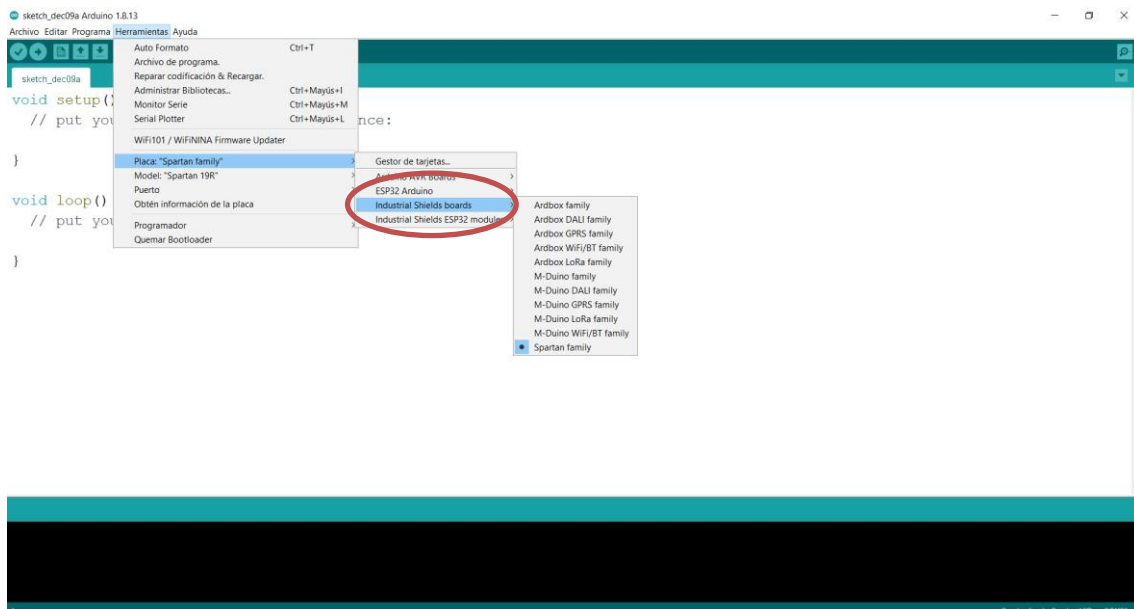 sketch_dec09a Arduino 1.8.13
Archivo Editar Programa Herramientas Ayuda
sketch_dec09a
Auto Formato Ctrl+T
Archivo de programa.
Reparar codificación & Recargar.
Administrar Bibliotecas... Ctrl+Mayús+I
Monitor Serie Ctrl+Mayús+M
Serial Plotter Ctrl+Mayús+L
WiFi101 / WiFiNINA Firmware Updater
Placa: "Spartan family"
Model: "Spartan 19R"
Puerto
Obtén información de la placa
Programador
Quemar Bootloader
Gestor de tarjetas...
Arduino AVR Boards
ESP32 Arduino
Industrial Shields boards
Industrial Shields ESP32 modules
Ardbox family
Ardbox DALI family
Ardbox GPRS family
Ardbox WiFi/BT family
Ardbox LoRa family
M-Duino family
M-Duino DALI family
M-Duino GPRS family
M-Duino LoRa family
M-Duino WiFi/BT family
Spartan family
void setup()
// put you nce:
}
void loop()
// put you
}